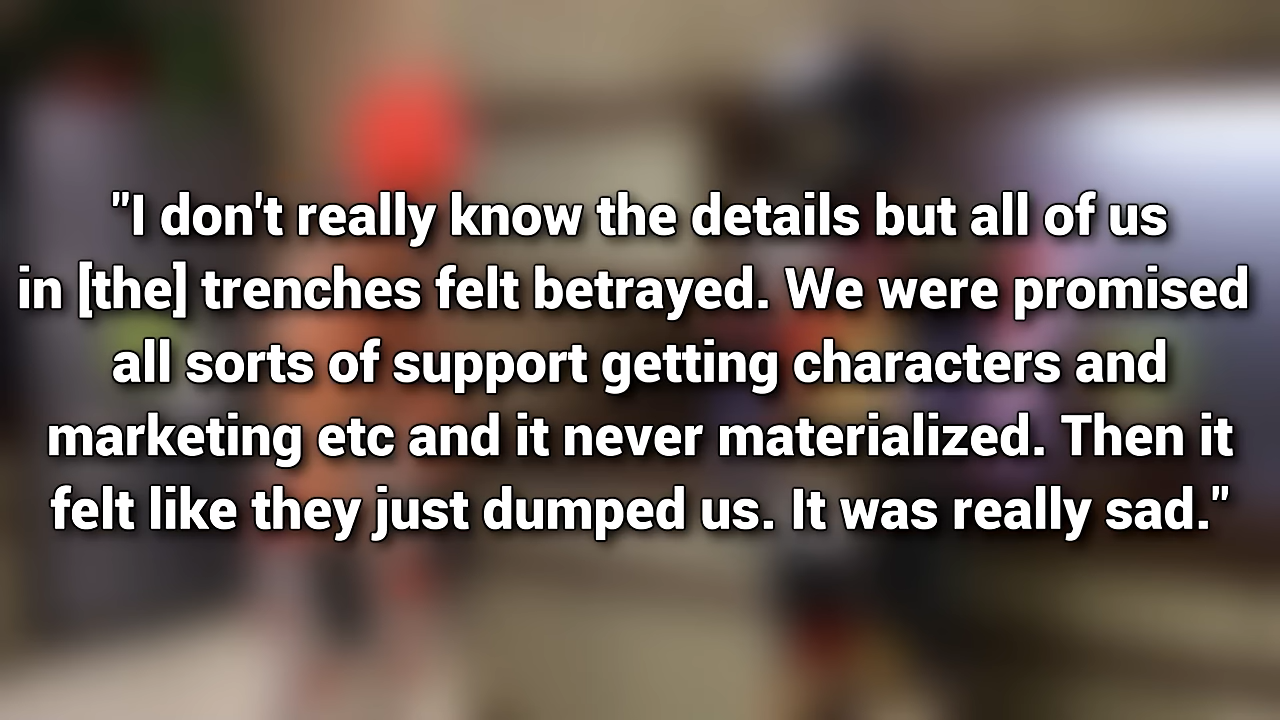 "I don't really know the details but all of us
in [the] trenches felt betrayed. We were promised
all sorts of support getting characters and
marketing etc and it never materialized. Then it
felt like they just dumped us. It was really sad."